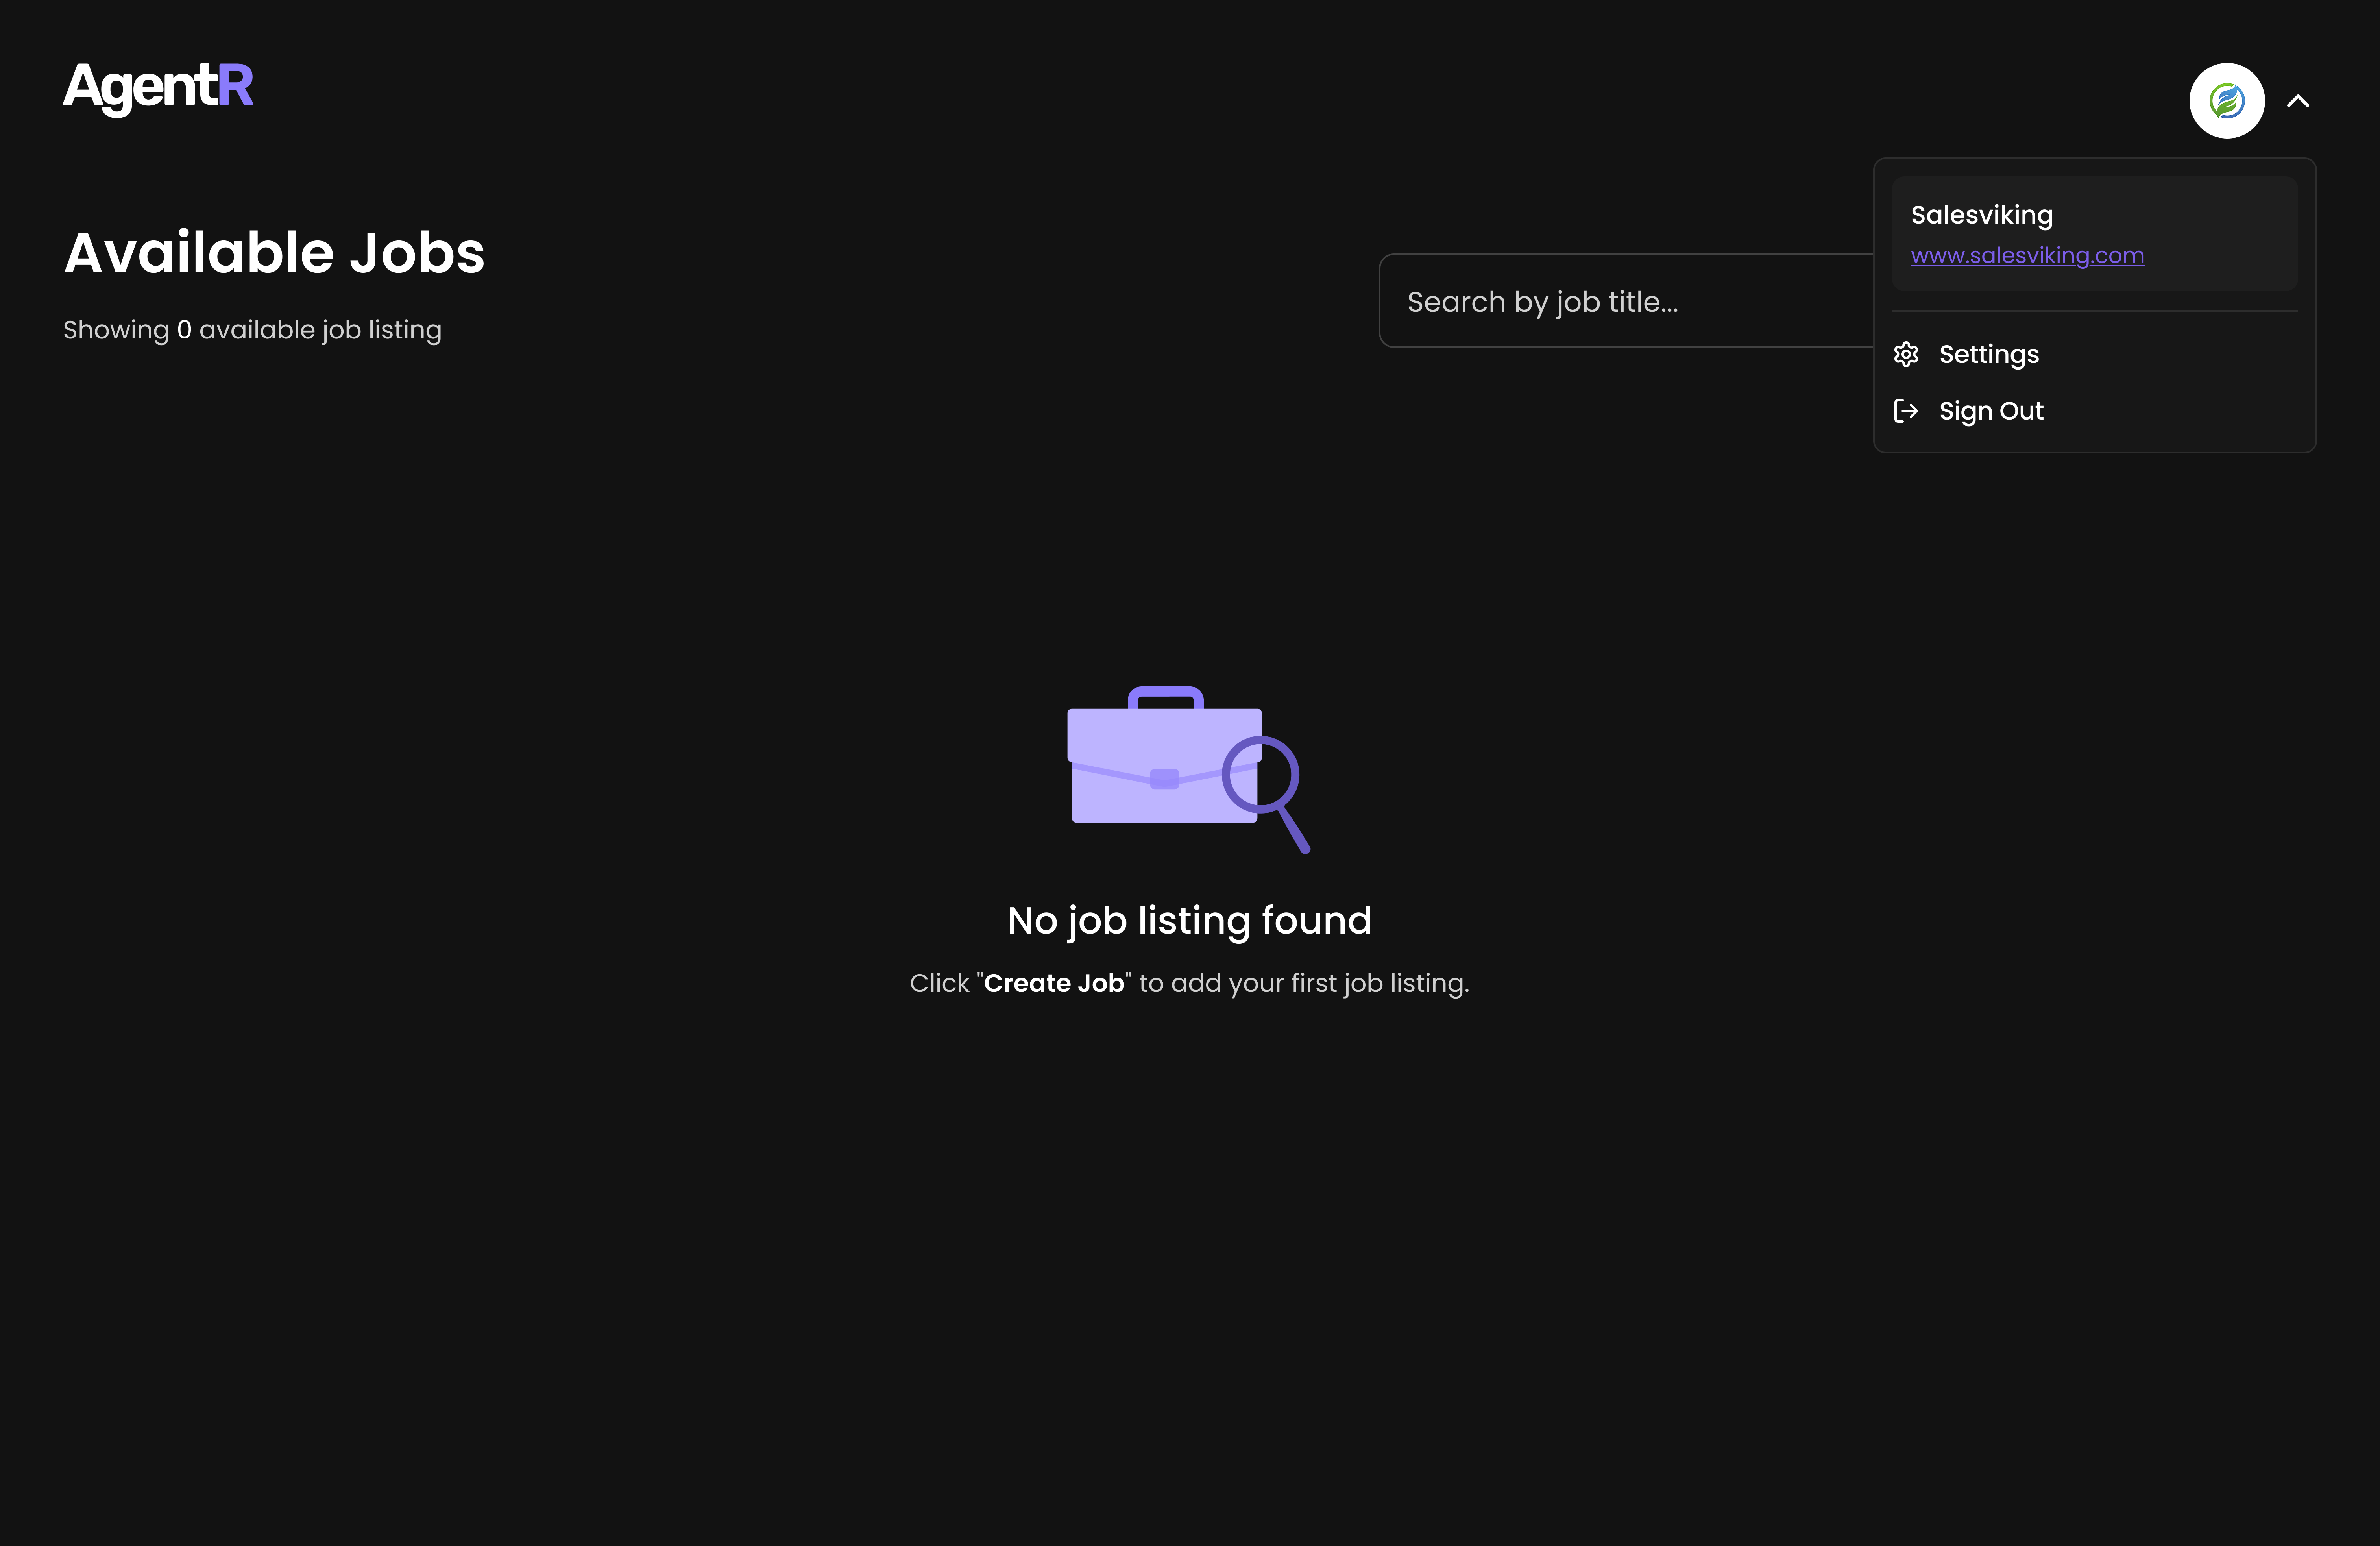 AgentR
Salesviking
www.salesviking.com
Available Jobs
Search by job title...
Showing 0 available job listing
Settings
Sign Out
No job listing found
Click "Create Job" to add your first job listing.